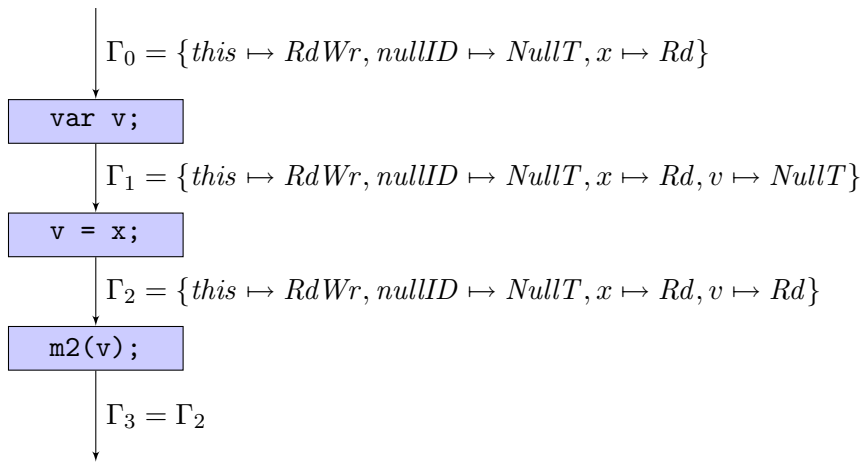 Γ₀ = {this ↦ RdWr, nullID ↦ NullT, x ↦ Rd}
var v;
Γ₁ = {this ↦ RdWr, nullID ↦ NullT, x ↦ Rd, v ↦ NullT}
v = x;
Γ₂ = {this ↦ RdWr, nullID ↦ NullT, x ↦ Rd, v ↦ Rd}
m2(v);
Γ₃ = Γ₂